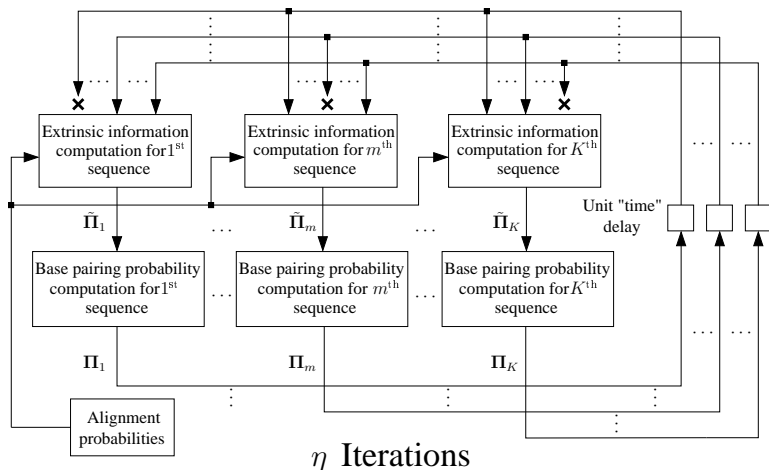 Extrinsic information
computation for 1st
sequence
Extrinsic information
computation for mth
sequence
Extrinsic information
computation for Kth
sequence
Unit "time"
delay
Π̃1
Π̃m
Π̃K
Base pairing probability
computation for 1st
sequence
Base pairing probability
computation for mth
sequence
Base pairing probability
computation for Kth
sequence
Π1
Πm
ΠK
Alignment
probabilities
η Iterations